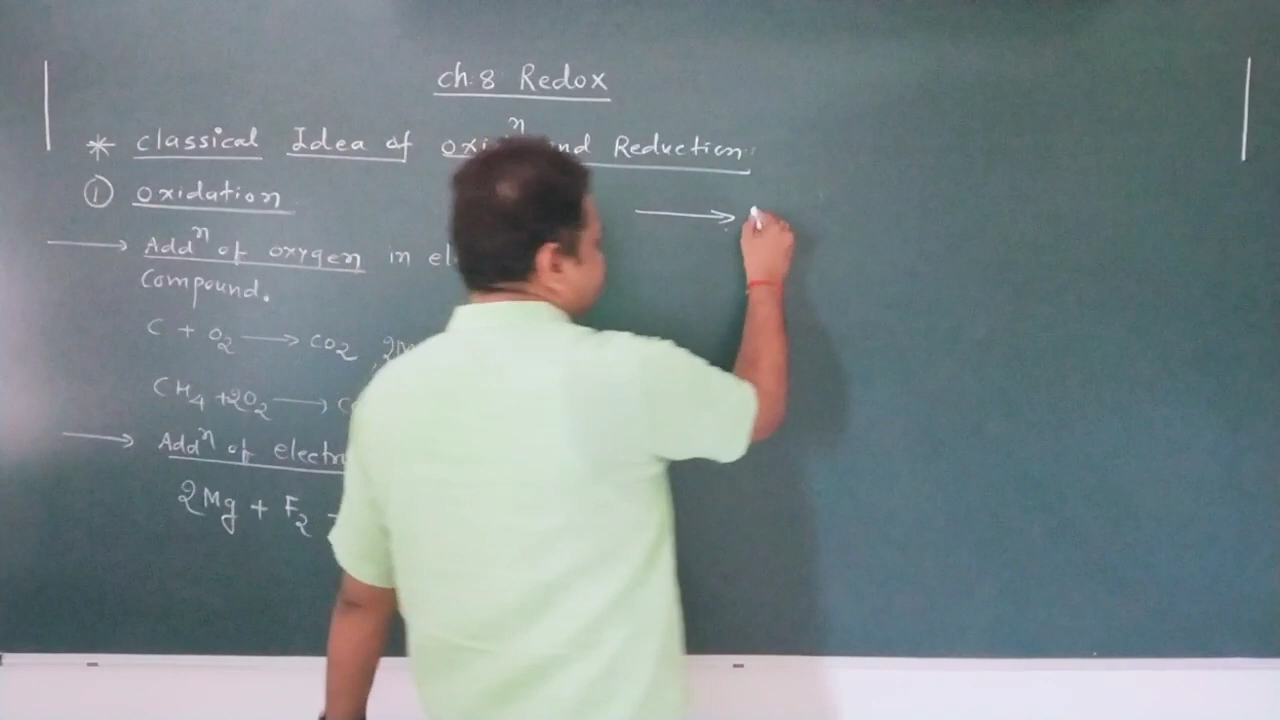 ch.8 Redox
* classical Idea of oxi and Reduction:
① oxidation
→ Addⁿ of oxygen in el
Compound.
C + O₂ → CO₂ , 2M
CH₄ + 2O₂ → C
→ Addⁿ of electr
2Mg + F₂
→